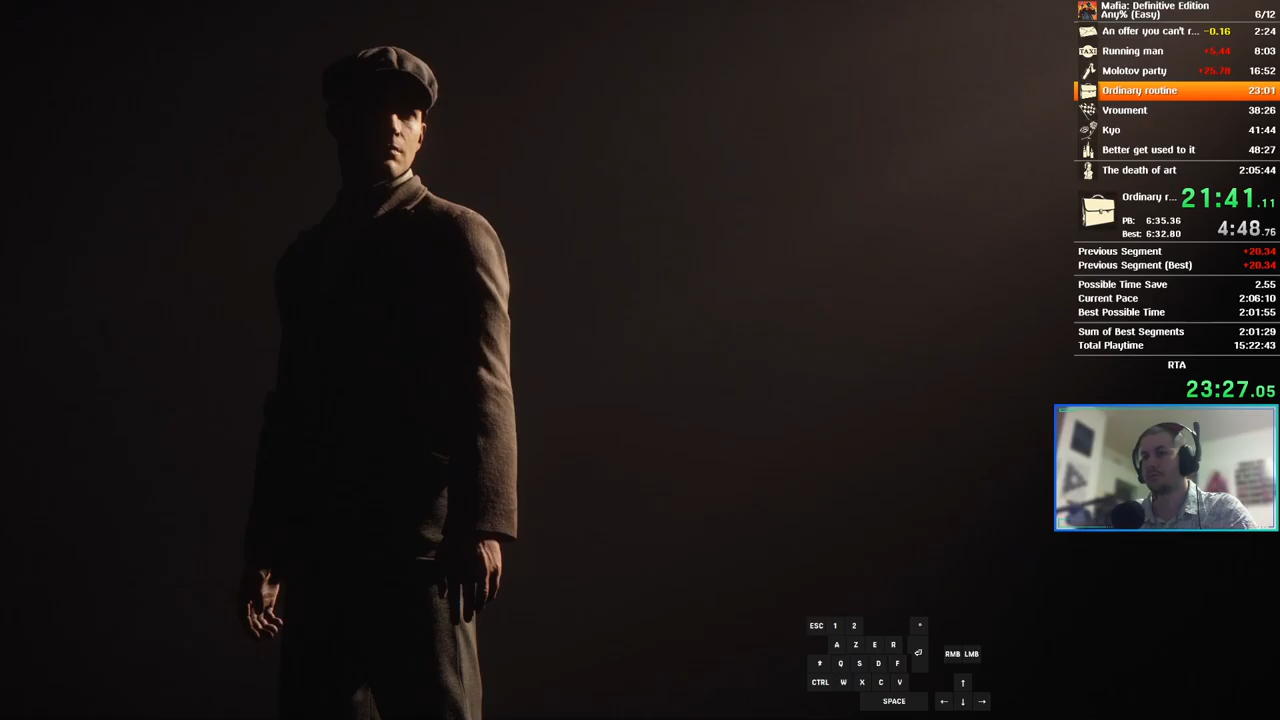 Mafia: Definitive Edition
Any% (Easy) 6/12
An offer you can't r... -0.16 2:24
TAXI Running man +5.44 8:03
Molotov party +25.78 16:52
Ordinary routine 23:01
Vroument 38:26
Kyo 41:44
Better get used to it 48:27
The death of art 2:05:44
Ordinary r... 21:41.11
PB: 6:35.36
Best: 6:32.80 4:48.76
Previous Segment +20.34
Previous Segment (Best) +20.34
Possible Time Save 2.55
Current Pace 2:06:10
Best Possible Time 2:01:55
Sum of Best Segments 2:01:29
Total Playtime 15:22:43
RTA
23:27.05
ESC 1 2 °
A Z E R
Q S D F
RMB LMB
CTRL W X C V
↑
SPACE
← ↓ →